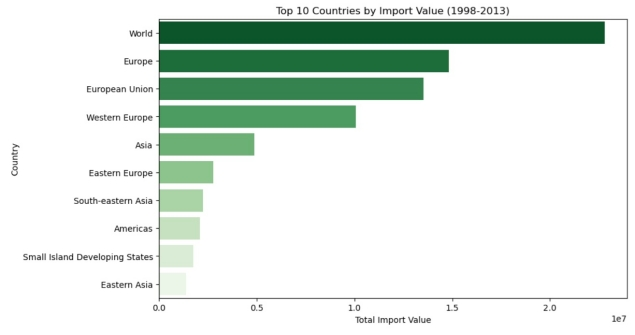 Top 10 Countries by Import Value (1998-2013)
World
Europe
European Union
Western Europe
Asia
Eastern Europe
South-eastern Asia
Americas
Small Island Developing States
Eastern Asia
Country
0.0 0.5 1.0 1.5 2.0
1e7
Total Import Value